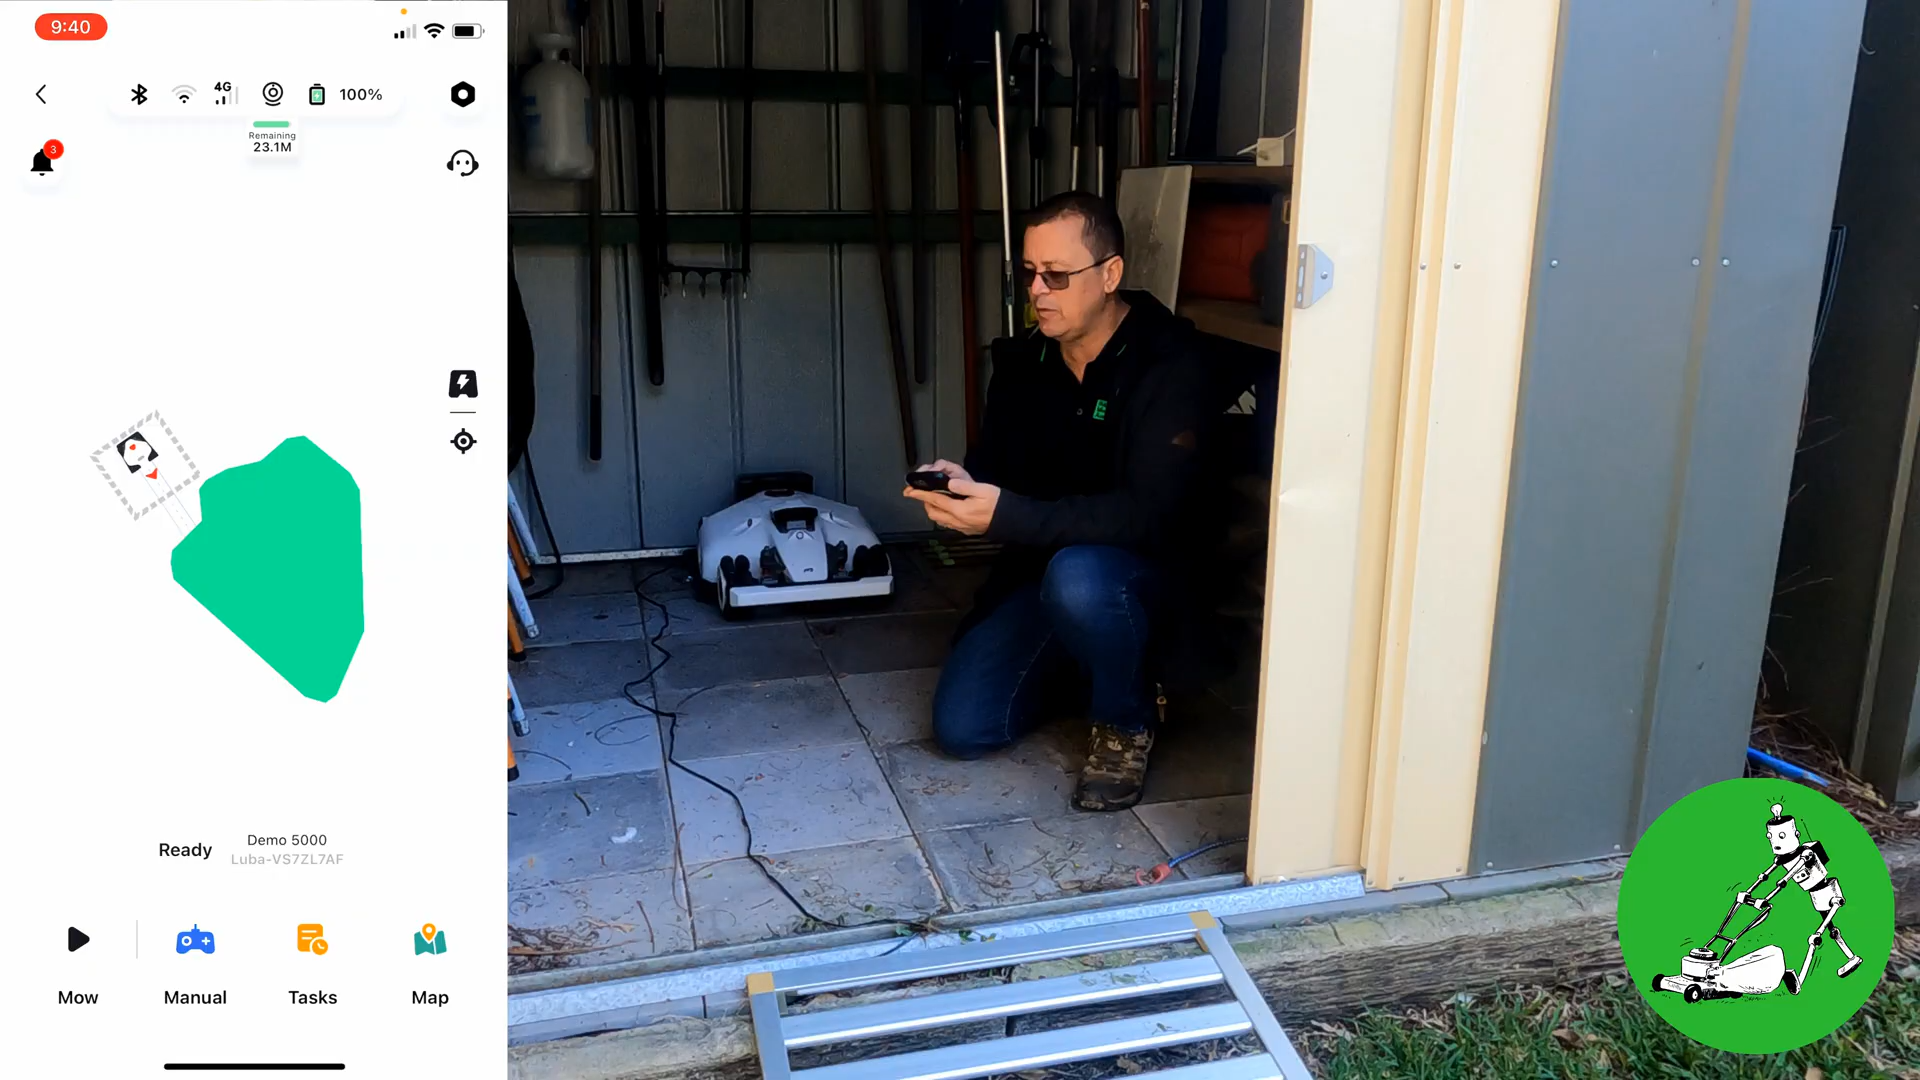 9:40
4G
100%
Remaining
23.1M
3
Ready
Demo 5000
Luba-VS7ZL7AF
Mow
Manual
Tasks
Map